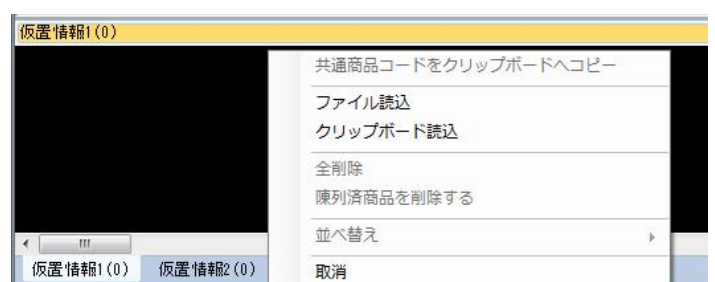 仮置情報1(0)
共通商品コードをクリップボードへコピー
ファイル読込
クリップボード読込
全削除
陳列済商品を削除する
並べ替え
取消
仮置情報1(0) 仮置情報2(0)